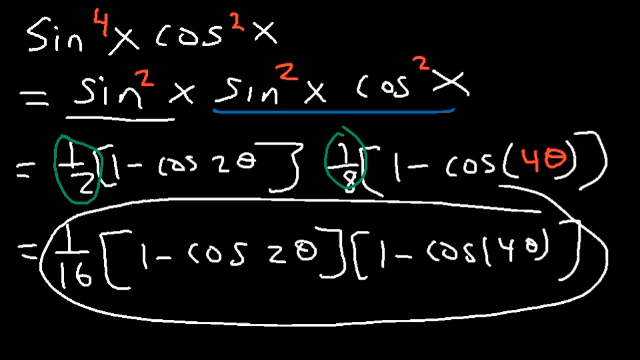 sin⁴x cos²x
= sin²x sin²x cos²x
= 1/2[1 - cos 2θ] 1/8[1 - cos(4θ)]
= 1/16[1 - cos 2θ][1 - cos(4θ)]